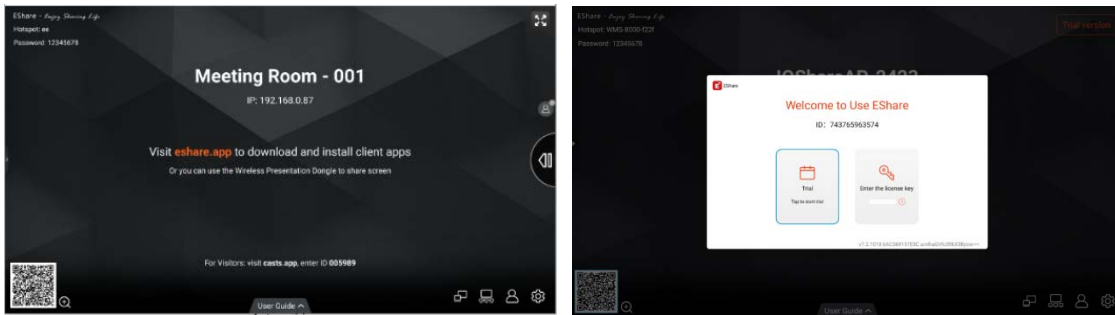 EShare - Enjoy Sharing Life
Hotspot: ee
Password: 12345678
Meeting Room - 001
IP: 192.168.0.87
Visit eshare.app to download and install client apps
Or you can use the Wireless Presentation Dongle to share screen
For Visitors: visit casts.app, enter ID 005989
User Guide
EShare - Enjoy Sharing Life
Hotspot: WMS-8000-f22f
Password: 12345678
Trial version
EShare
Welcome to Use EShare
ID: 743765963574
Trial
Tap to start trial
Enter the license key
User Guide